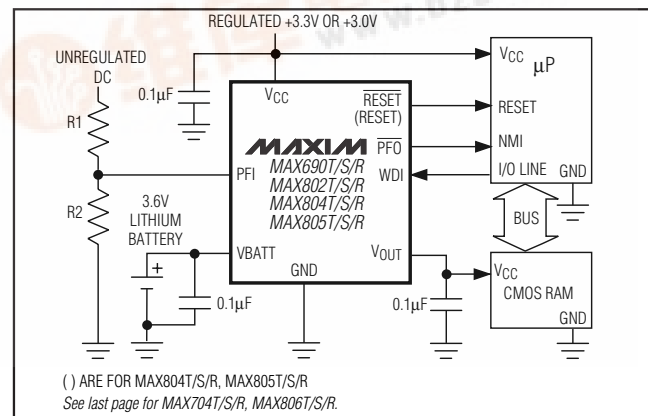 REGULATED +3.3V OR +3.0V
UNREGULATED
DC
R1
R2
0.1µF
VCC
RESET
(RESET)
PFO
PFI
WDI
MAXIM
MAX690T/S/R
MAX802T/S/R
MAX804T/S/R
MAX805T/S/R
VBATT
VOUT
GND
3.6V
LITHIUM
BATTERY
+
0.1µF
0.1µF
VCC
µP
RESET
NMI
I/O LINE
GND
BUS
VCC
CMOS RAM
GND
( ) ARE FOR MAX804T/S/R, MAX805T/S/R
See last page for MAX704T/S/R, MAX806T/S/R.